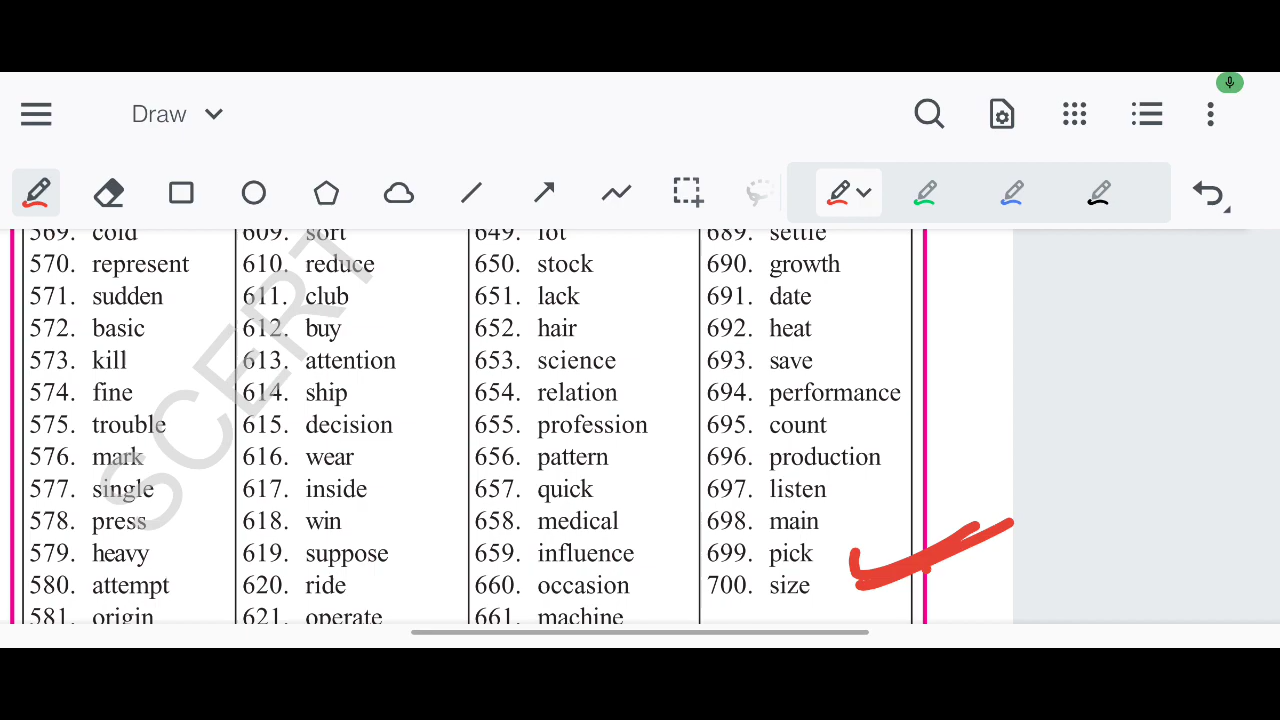 Draw
569. cold 609. sort 649. lot 689. settle
570. represent 610. reduce 650. stock 690. growth
571. sudden 611. club 651. lack 691. date
572. basic 612. buy 652. hair 692. heat
573. kill 613. attention 653. science 693. save
574. fine 614. ship 654. relation 694. performance
575. trouble 615. decision 655. profession 695. count
576. mark 616. wear 656. pattern 696. production
577. single 617. inside 657. quick 697. listen
578. press 618. win 658. medical 698. main
579. heavy 619. suppose 659. influence 699. pick
580. attempt 620. ride 660. occasion 700. size
581. origin 621. operate 661. machine
SCERT